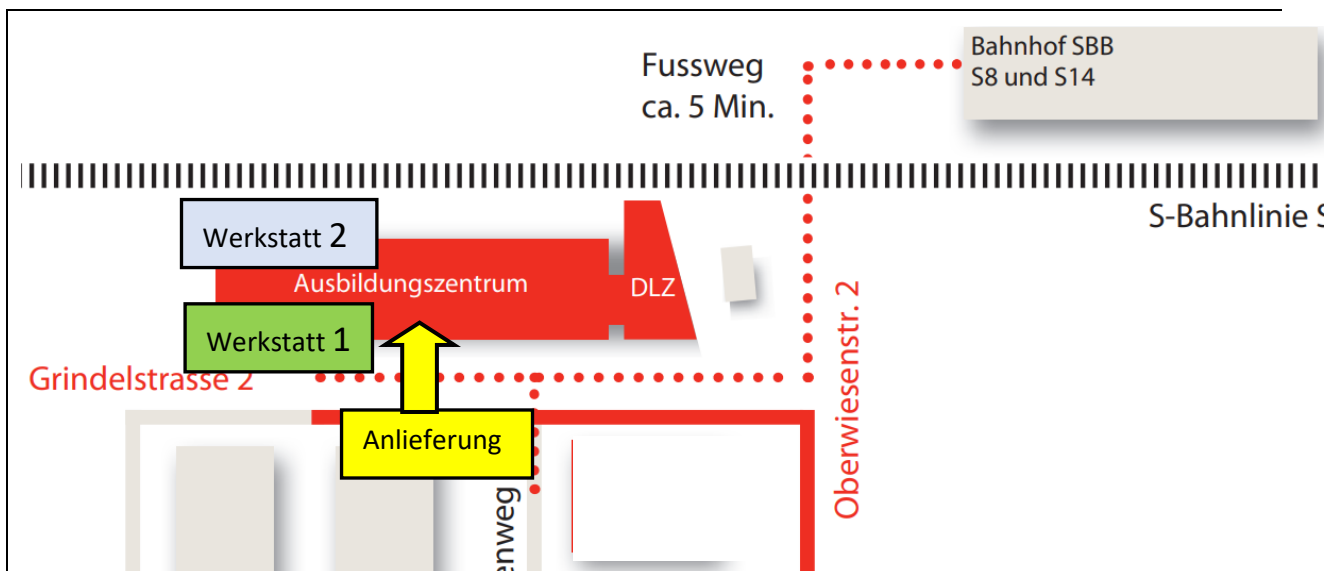 Fussweg
ca. 5 Min.
Bahnhof SBB
S8 und S14
S-Bahnlinie S
Werkstatt 2
Ausbildungszentrum
DLZ
Werkstatt 1
Grindelstrasse 2
Oberwiesenstr. 2
Anlieferung
enweg